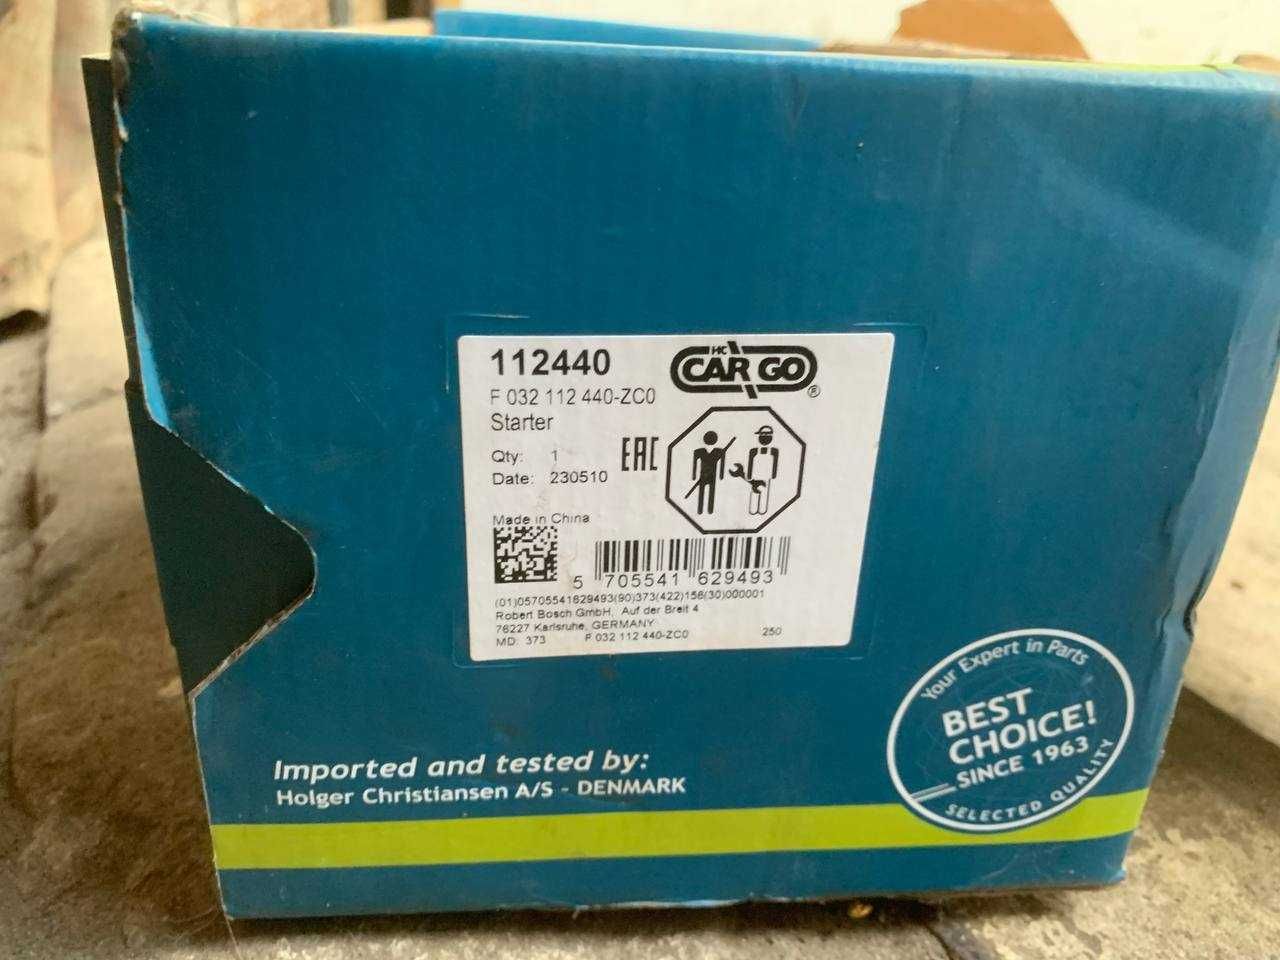 112440
HC
CARGO
®
F 032 112 440-ZC0
Starter
EAC
Qty: 1
Date: 230510
Made in China
5 705541 629493
(01)05705541629493(90)373(422)156(30)000001
Robert Bosch GmbH, Auf der Breit 4
76227 Karlsruhe, GERMANY
MD: 373 F 032 112 440-ZC0 250
Your Expert in Parts
BEST
CHOICE!
SINCE 1963
SELECTED QUALITY
Imported and tested by:
Holger Christiansen A/S - DENMARK